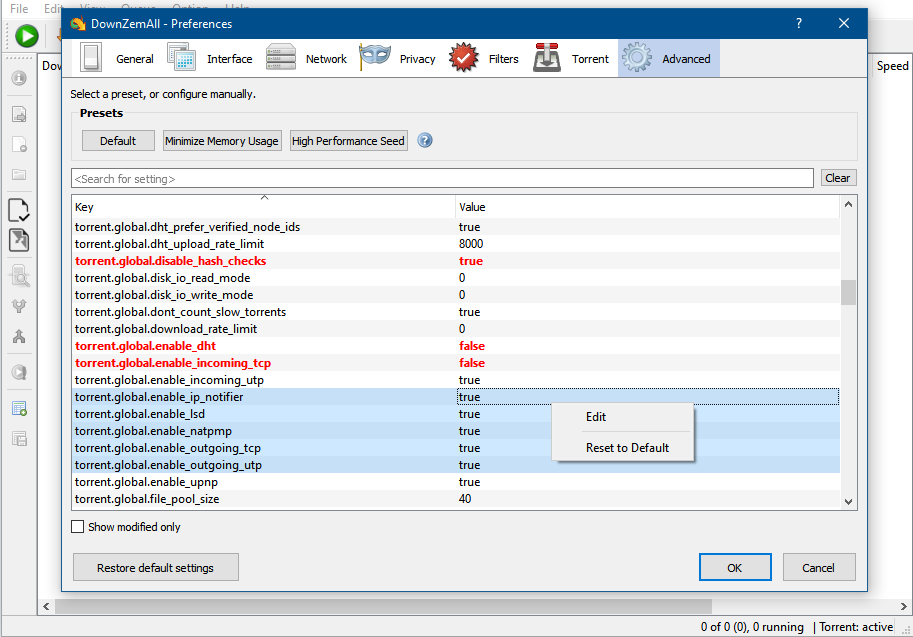 File Edit View Queue Option Help
DownZemAll - Preferences ?
General Interface Network Privacy Filters Torrent Advanced
Dow
Speed
Select a preset, or configure manually.
Presets
Default Minimize Memory Usage High Performance Seed ?
<Search for setting> Clear
Key Value
torrent.global.dht_prefer_verified_node_ids true
torrent.global.dht_upload_rate_limit 8000
torrent.global.disable_hash_checks true
torrent.global.disk_io_read_mode 0
torrent.global.disk_io_write_mode 0
torrent.global.dont_count_slow_torrents true
torrent.global.download_rate_limit 0
torrent.global.enable_dht false
torrent.global.enable_incoming_tcp false
torrent.global.enable_incoming_utp true
torrent.global.enable_ip_notifier true
torrent.global.enable_lsd true
torrent.global.enable_natpmp true
torrent.global.enable_outgoing_tcp true
torrent.global.enable_outgoing_utp true
torrent.global.enable_upnp true
torrent.global.file_pool_size 40
Edit
Reset to Default
Show modified only
Restore default settings OK Cancel
0 of 0 (0), 0 running | Torrent: active